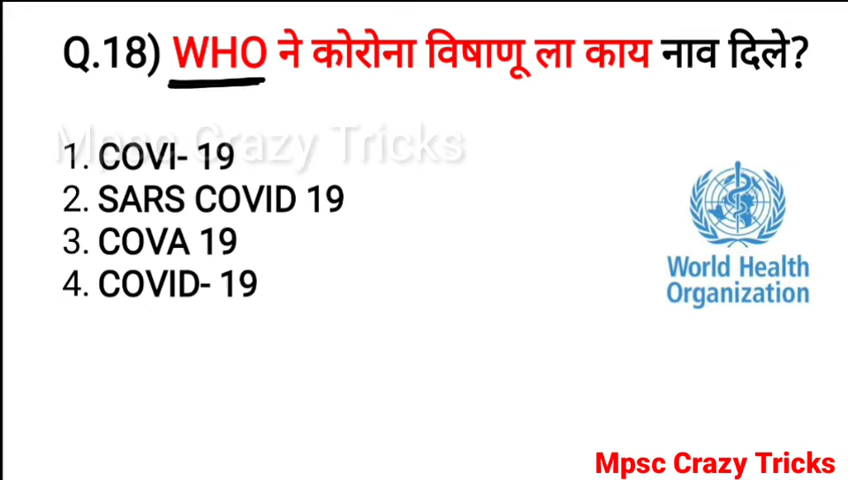 Q.18) WHO ने कोरोना विषाणू ला काय नाव दिले?
Mpsc Crazy Tricks
1. COVI- 19
2. SARS COVID 19
3. COVA 19
4. COVID- 19
World Health
Organization
Mpsc Crazy Tricks